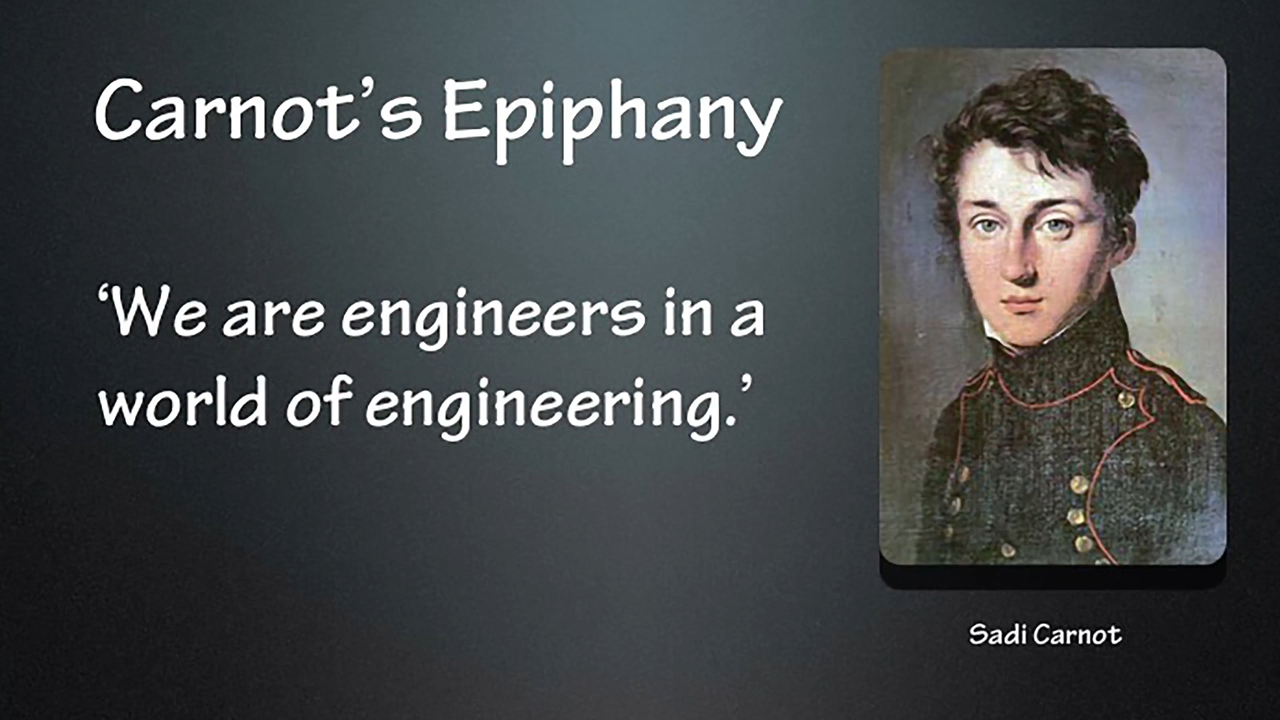 Carnot’s Epiphany
‘We are engineers in a
world of engineering.’
Sadi Carnot